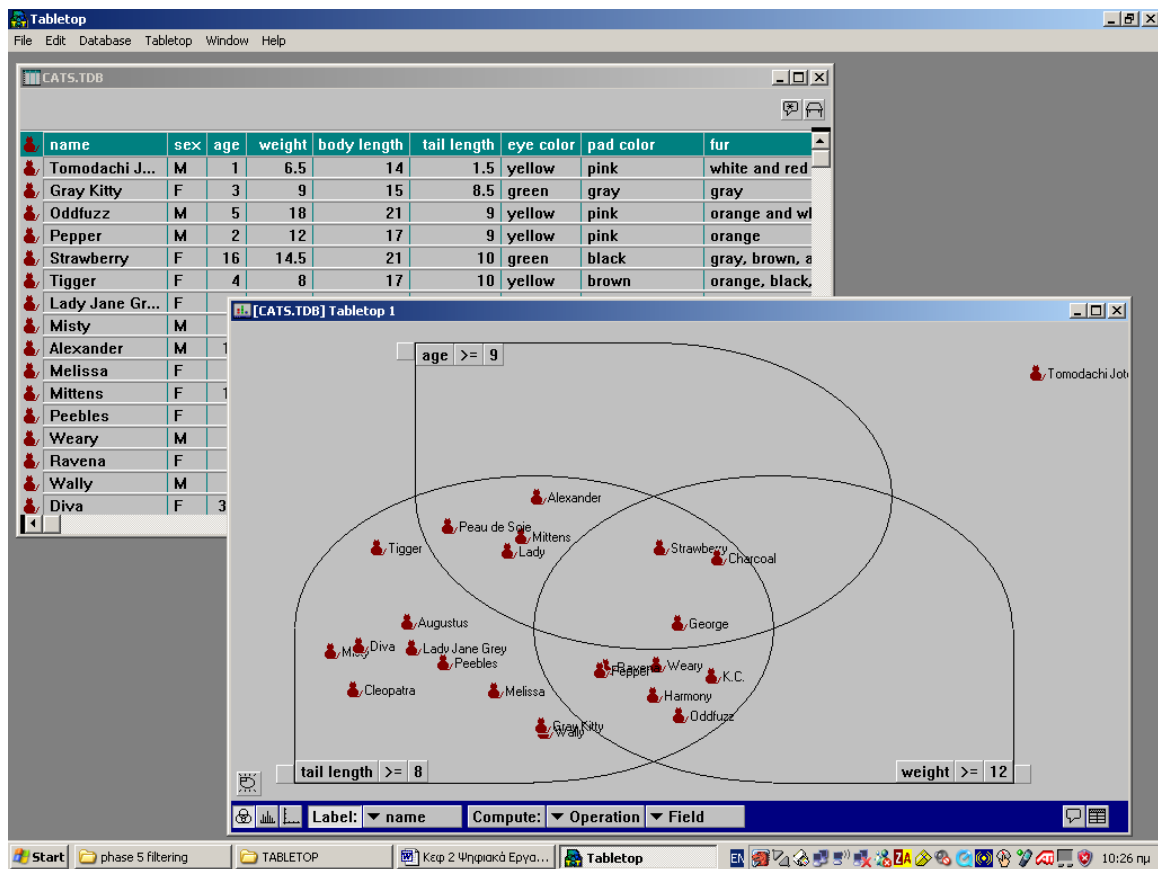 Tabletop
File Edit Database Tabletop Window Help
CATS.TDB
name sex age weight body length tail length eye color pad color fur
Tomodachi J... M 1 6.5 14 1.5 yellow pink white and red
Gray Kitty F 3 9 15 8.5 green gray gray
Oddfuzz M 5 18 21 9 yellow pink orange and wl
Pepper M 2 12 17 9 yellow pink orange
Strawberry F 16 14.5 21 10 green black gray, brown, a
Tigger F 4 8 17 10 yellow brown orange, black,
Lady Jane Gr... F
Misty M
Alexander M 1
Melissa F
Mittens F 1
Peebles F
Weary M
Ravena F
Wally M
Diva F 3
[CATS.TDB] Tabletop 1
age >= 9
Tomodachi Jot
Alexander
Peau de Soie
Mittens
Tigger
Lady
Strawberry
Charcoal
Augustus
George
Misty
Diva
Lady Jane Grey
Peebles
Ravena
Pepper
Weary
K.C.
Cleopatra
Melissa
Harmony
Oddfuzz
Gray Kitty
Wally
tail length >= 8
weight >= 12
Label: name Compute: Operation Field
Start phase 5 filtering TABLETOP Κεφ 2 Ψηφιακά Εργα... Tabletop EN 10:26 πμ